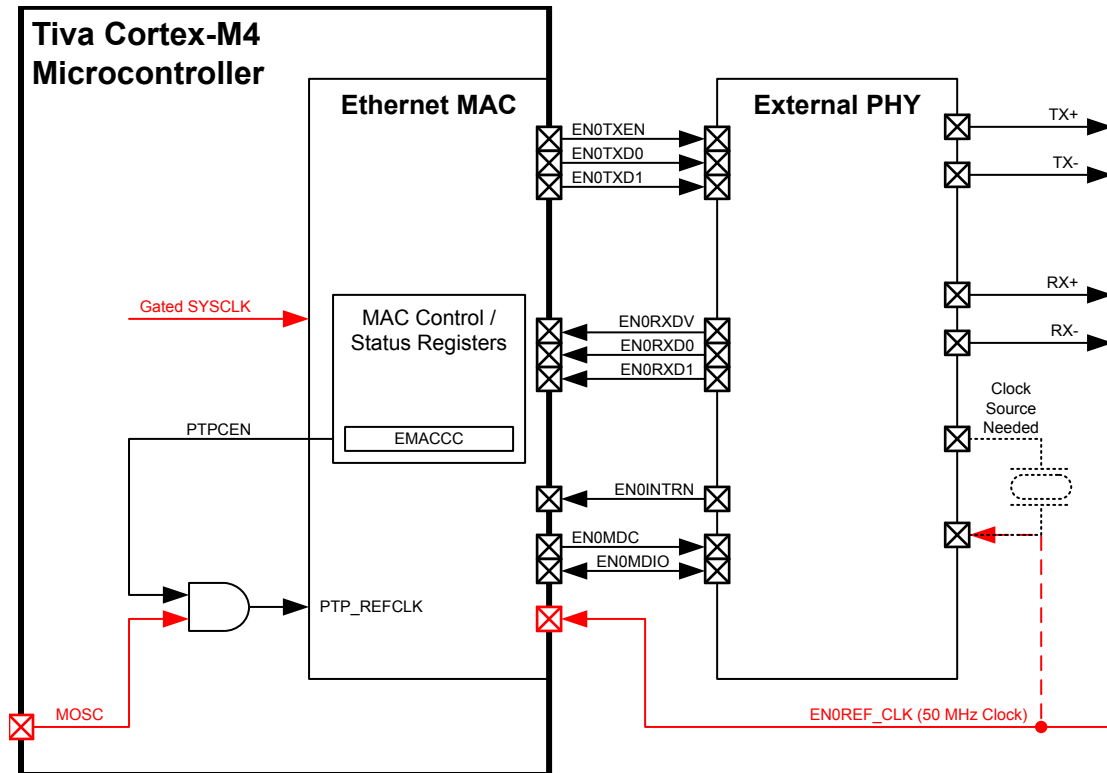 Tiva Cortex-M4
Microcontroller
Ethernet MAC
External PHY
EN0TXEN
EN0TXD0
EN0TXD1
TX+
TX-
Gated SYSCLK
MAC Control /
Status Registers
EN0RXDV
EN0RXD0
EN0RXD1
RX+
RX-
Clock
Source
Needed
PTPCEN
EMACCC
EN0INTRN
EN0MDC
EN0MDIO
PTP_REFCLK
MOSC
EN0REF_CLK (50 MHz Clock)